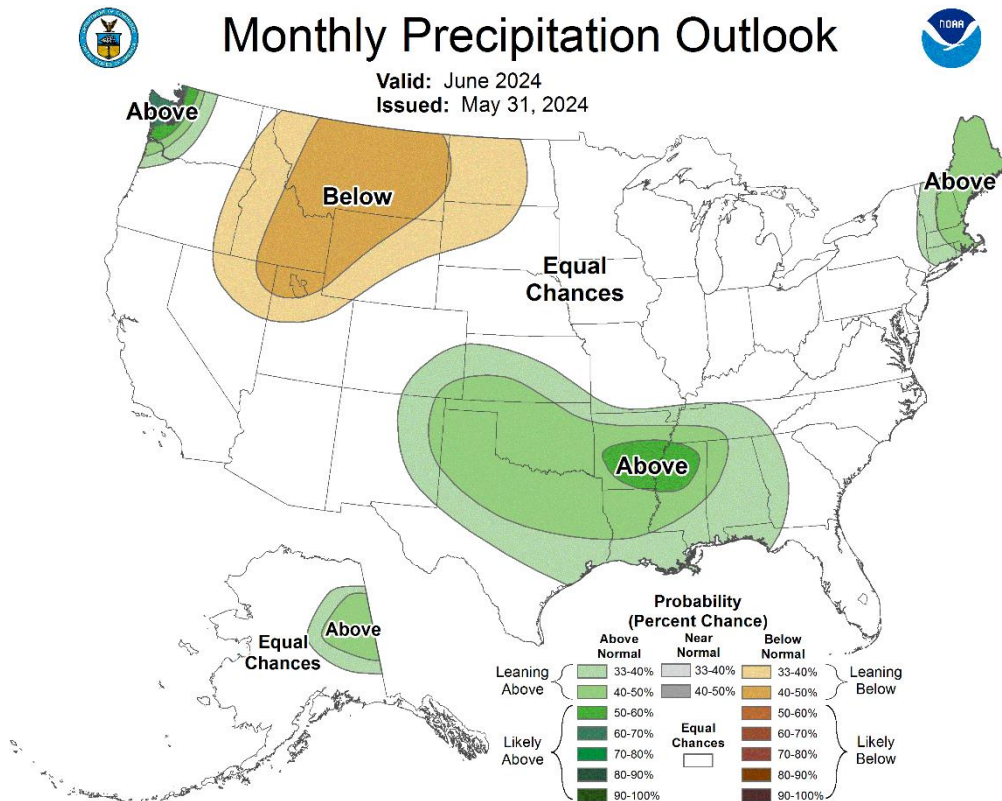 Monthly Precipitation Outlook
NOAA
Valid: June 2024
Issued: May 31, 2024
Above
Below
Above
Equal
Chances
Above
Above
Equal
Chances
Probability
(Percent Chance)
Above
Normal
Near
Normal
Below
Normal
Leaning
Above
33-40%
33-40%
33-40%
Leaning
Below
40-50%
40-50%
40-50%
Likely
Above
50-60%
50-60%
Likely
Below
60-70%
60-70%
70-80%
Equal
Chances
70-80%
80-90%
80-90%
90-100%
90-100%